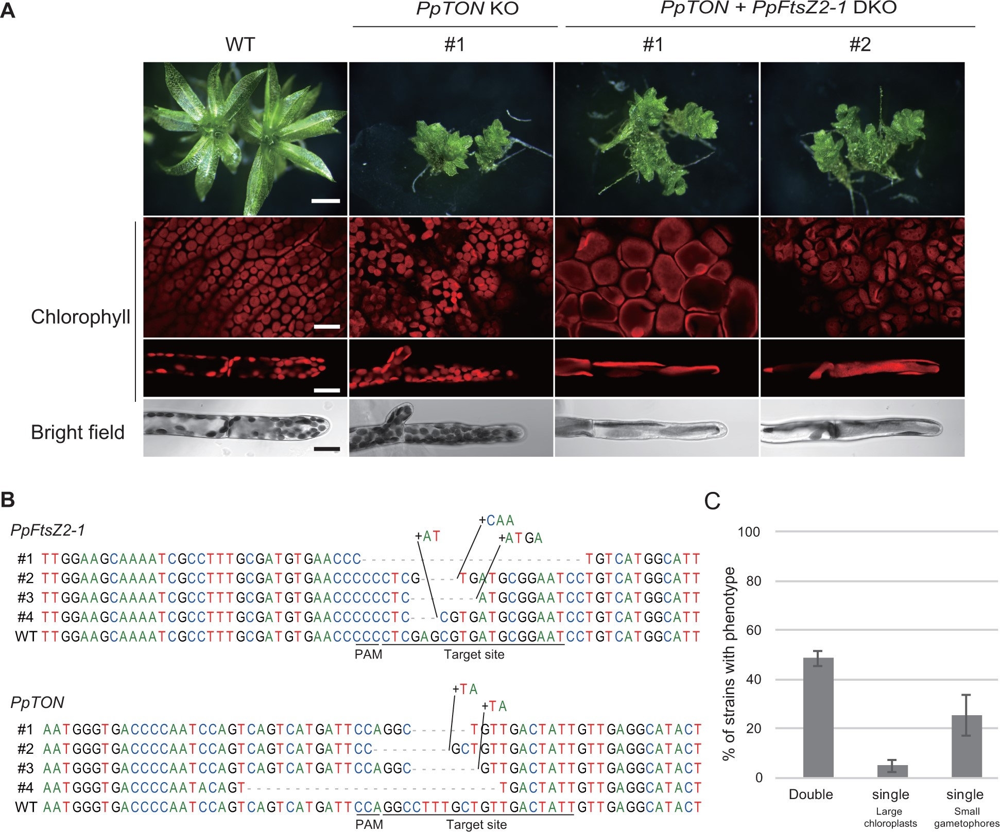 A
PpTON KO
PpTON + PpFtsZ2-1 DKO
WT
#1
#1
#2
Chlorophyll
Bright field
B
PpFtsZ2-1
+CAA
+AT
+ATGA
#1 TTGGAAGCAAAATCGCCTTTGCGATGTGAACCC-----------------------TGTCATGGCATT
#2 TTGGAAGCAAAATCGCCTTTGCGATGTGAACCCCCCTCG----TGATGCGGAATCCTGTCATGGCATT
#3 TTGGAAGCAAAATCGCCTTTGCGATGTGAACCCCCCTC-------ATGCGGAATCCTGTCATGGCATT
#4 TTGGAAGCAAAATCGCCTTTGCGATGTGAACCCCCCTC---CGTGATGCGGAATCCTGTCATGGCATT
WT TTGGAAGCAAAATCGCCTTTGCGATGTGAACCCCCCTCGAGCGTGATGCGGAATCCTGTCATGGCATT
PAM Target site
PpTON
+TA
+TA
#1 AATGGGTGACCCCAATCCAGTCAGTCATGATTCCAGGC------TGTTGACTATTGTTGAGGCATACT
#2 AATGGGTGACCCCAATCCAGTCAGTCATGATTCC--------GCTGTTGACTATTGTTGAGGCATACT
#3 AATGGGTGACCCCAATCCAGTCAGTCATGATTCCAGGC-------GTTGACTATTGTTGAGGCATACT
#4 AATGGGTGACCCCAATACAGT--------------------------TGACTATTGTTGAGGCATACT
WT AATGGGTGACCCCAATCCAGTCAGTCATGATTCCAGGCCTTTGCTGTTGACTATTGTTGAGGCATACT
PAM Target site
C
% of strains with phenotype
100
80
60
40
20
0
Double
single
Large
chloroplasts
single
Small
gametophores